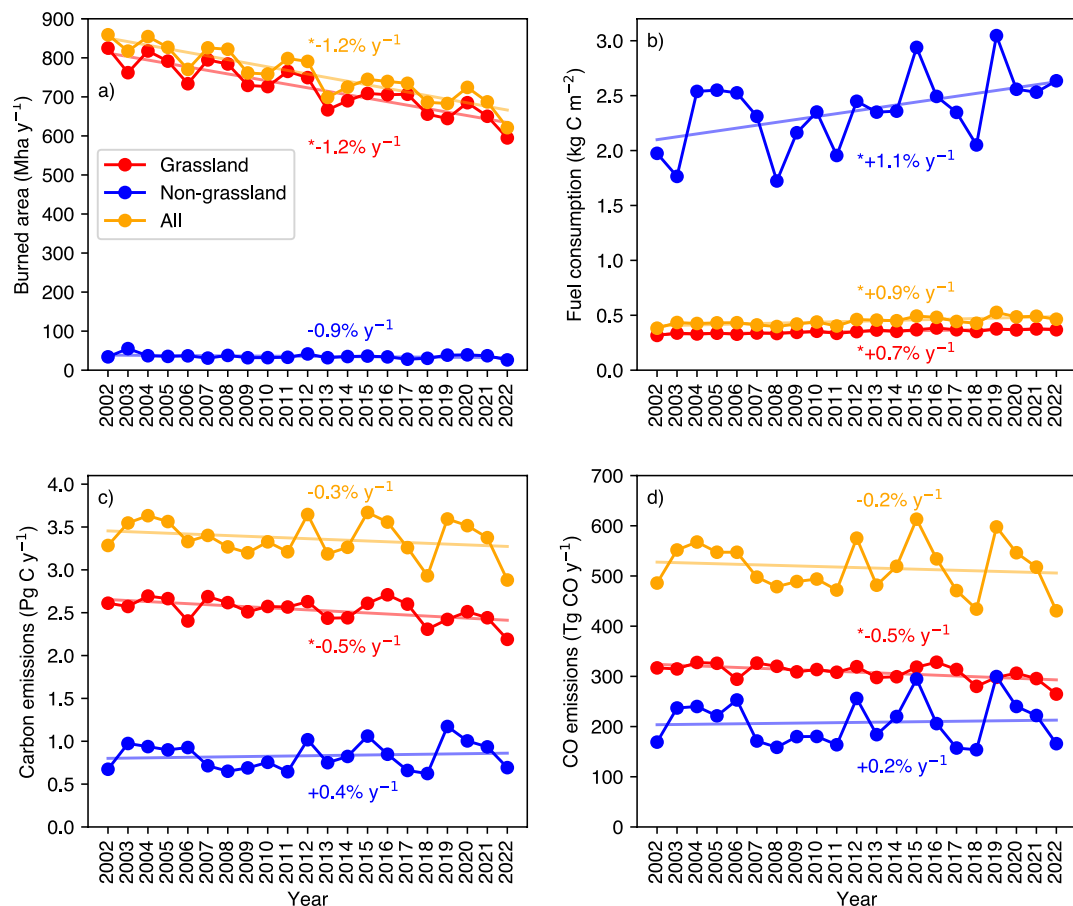 a)
Burned area (Mha y⁻¹)
900
800
700
600
500
400
300
200
100
0
*-1.2% y⁻¹
*-1.2% y⁻¹
Grassland
Non-grassland
All
-0.9% y⁻¹
2002 2003 2004 2005 2006 2007 2008 2009 2010 2011 2012 2013 2014 2015 2016 2017 2018 2019 2020 2021 2022
b)
Fuel consumption (kg C m⁻²)
3.0
2.5
2.0
1.5
1.0
0.5
0.0
*+1.1% y⁻¹
*+0.9% y⁻¹
*+0.7% y⁻¹
2002 2003 2004 2005 2006 2007 2008 2009 2010 2011 2012 2013 2014 2015 2016 2017 2018 2019 2020 2021 2022
c)
Carbon emissions (Pg C y⁻¹)
4.0
3.5
3.0
2.5
2.0
1.5
1.0
0.5
0.0
-0.3% y⁻¹
*-0.5% y⁻¹
+0.4% y⁻¹
2002 2003 2004 2005 2006 2007 2008 2009 2010 2011 2012 2013 2014 2015 2016 2017 2018 2019 2020 2021 2022
Year
d)
CO emissions (Tg CO y⁻¹)
700
600
500
400
300
200
100
0
-0.2% y⁻¹
*-0.5% y⁻¹
+0.2% y⁻¹
2002 2003 2004 2005 2006 2007 2008 2009 2010 2011 2012 2013 2014 2015 2016 2017 2018 2019 2020 2021 2022
Year